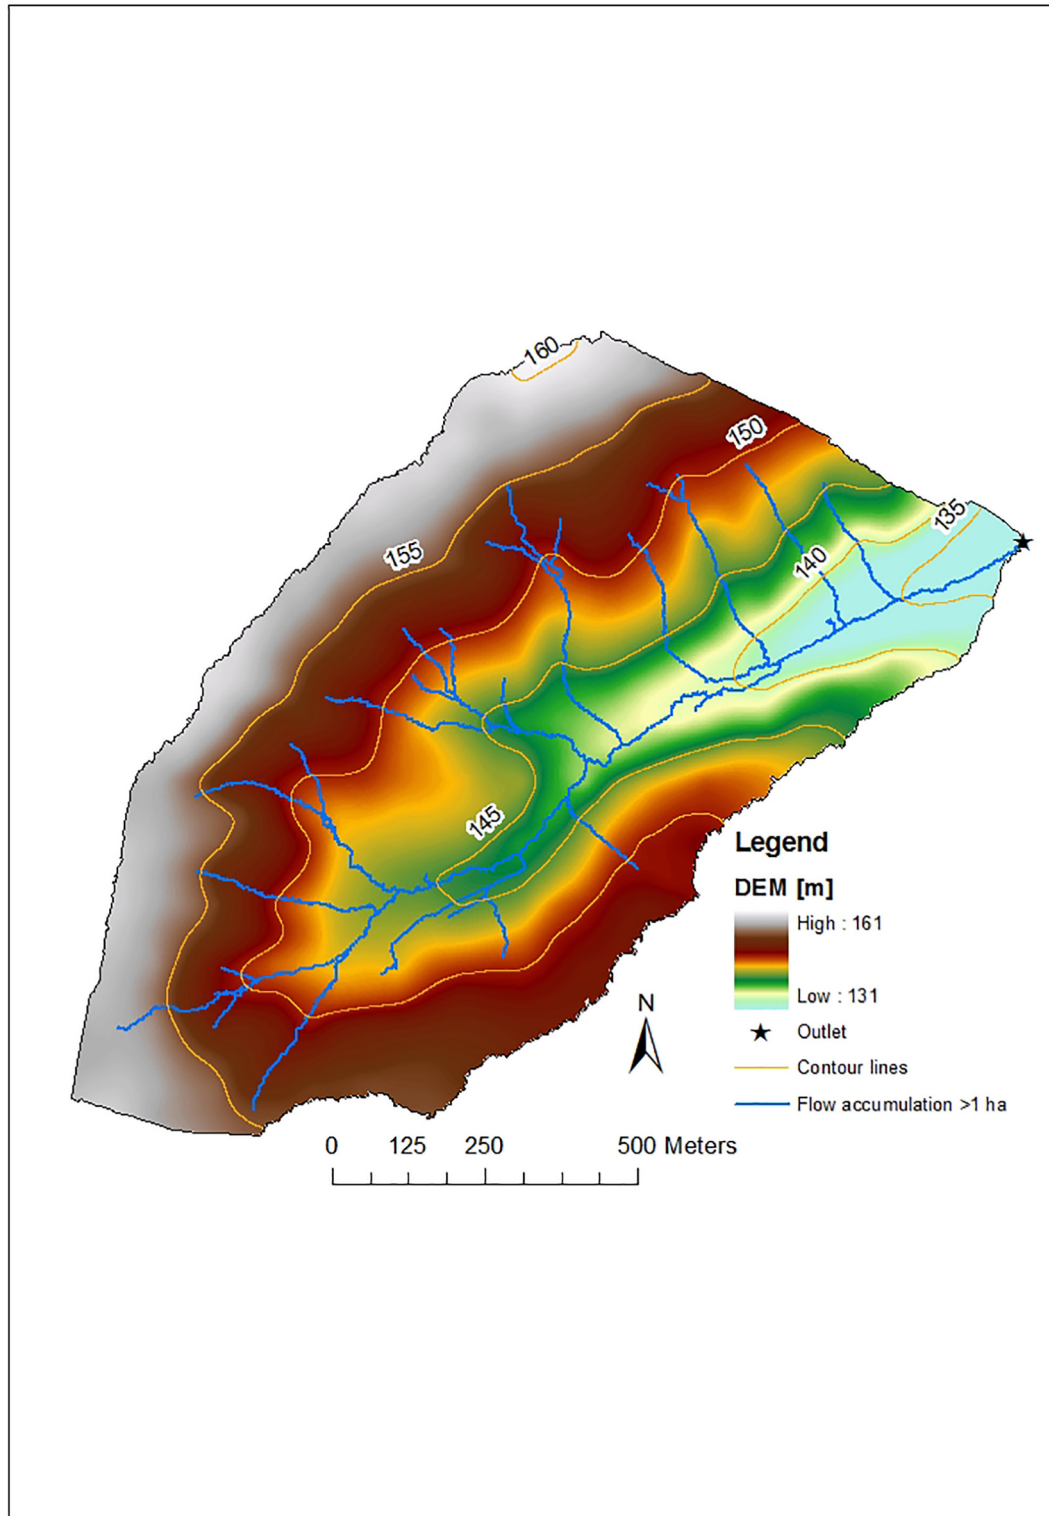 160
150
135
155
140
145
Legend
DEM [m]
High : 161
Low : 131
Outlet
Contour lines
Flow accumulation >1 ha
N
0 125 250 500 Meters